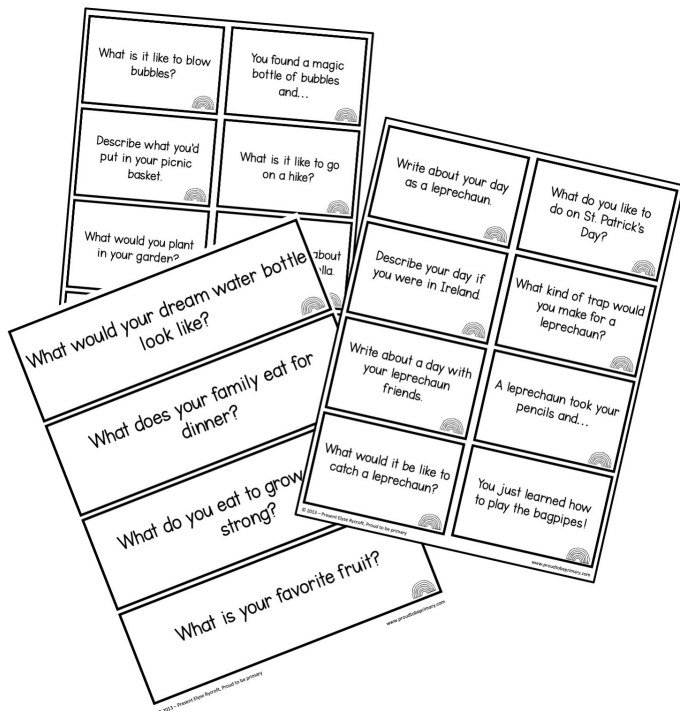 What is it like to blow
bubbles?
You found a magic
bottle of bubbles
and...
Describe what you'd
put in your picnic
basket.
What is it like to go
on a hike?
What would you plant
in your garden?
about
What would your dream water bottle
look like?
What does your family eat for
dinner?
What do you eat to grow
strong?
What is your favorite fruit?
www.proudtobeprimary.com
2013 – Present Elyse Rycroft, Proud to be primary
Write about your day
as a leprechaun.
What do you like to
do on St. Patrick's
Day?
Describe your day if
you were in Ireland.
What kind of trap would
you make for a
leprechaun?
Write about a day with
your leprechaun
friends.
A leprechaun took your
pencils and...
What would it be like to
catch a leprechaun?
You just learned how
to play the bagpipes!
© 2013 – Present Elyse Rycroft, Proud to be primary
www.proudtobeprimary.com